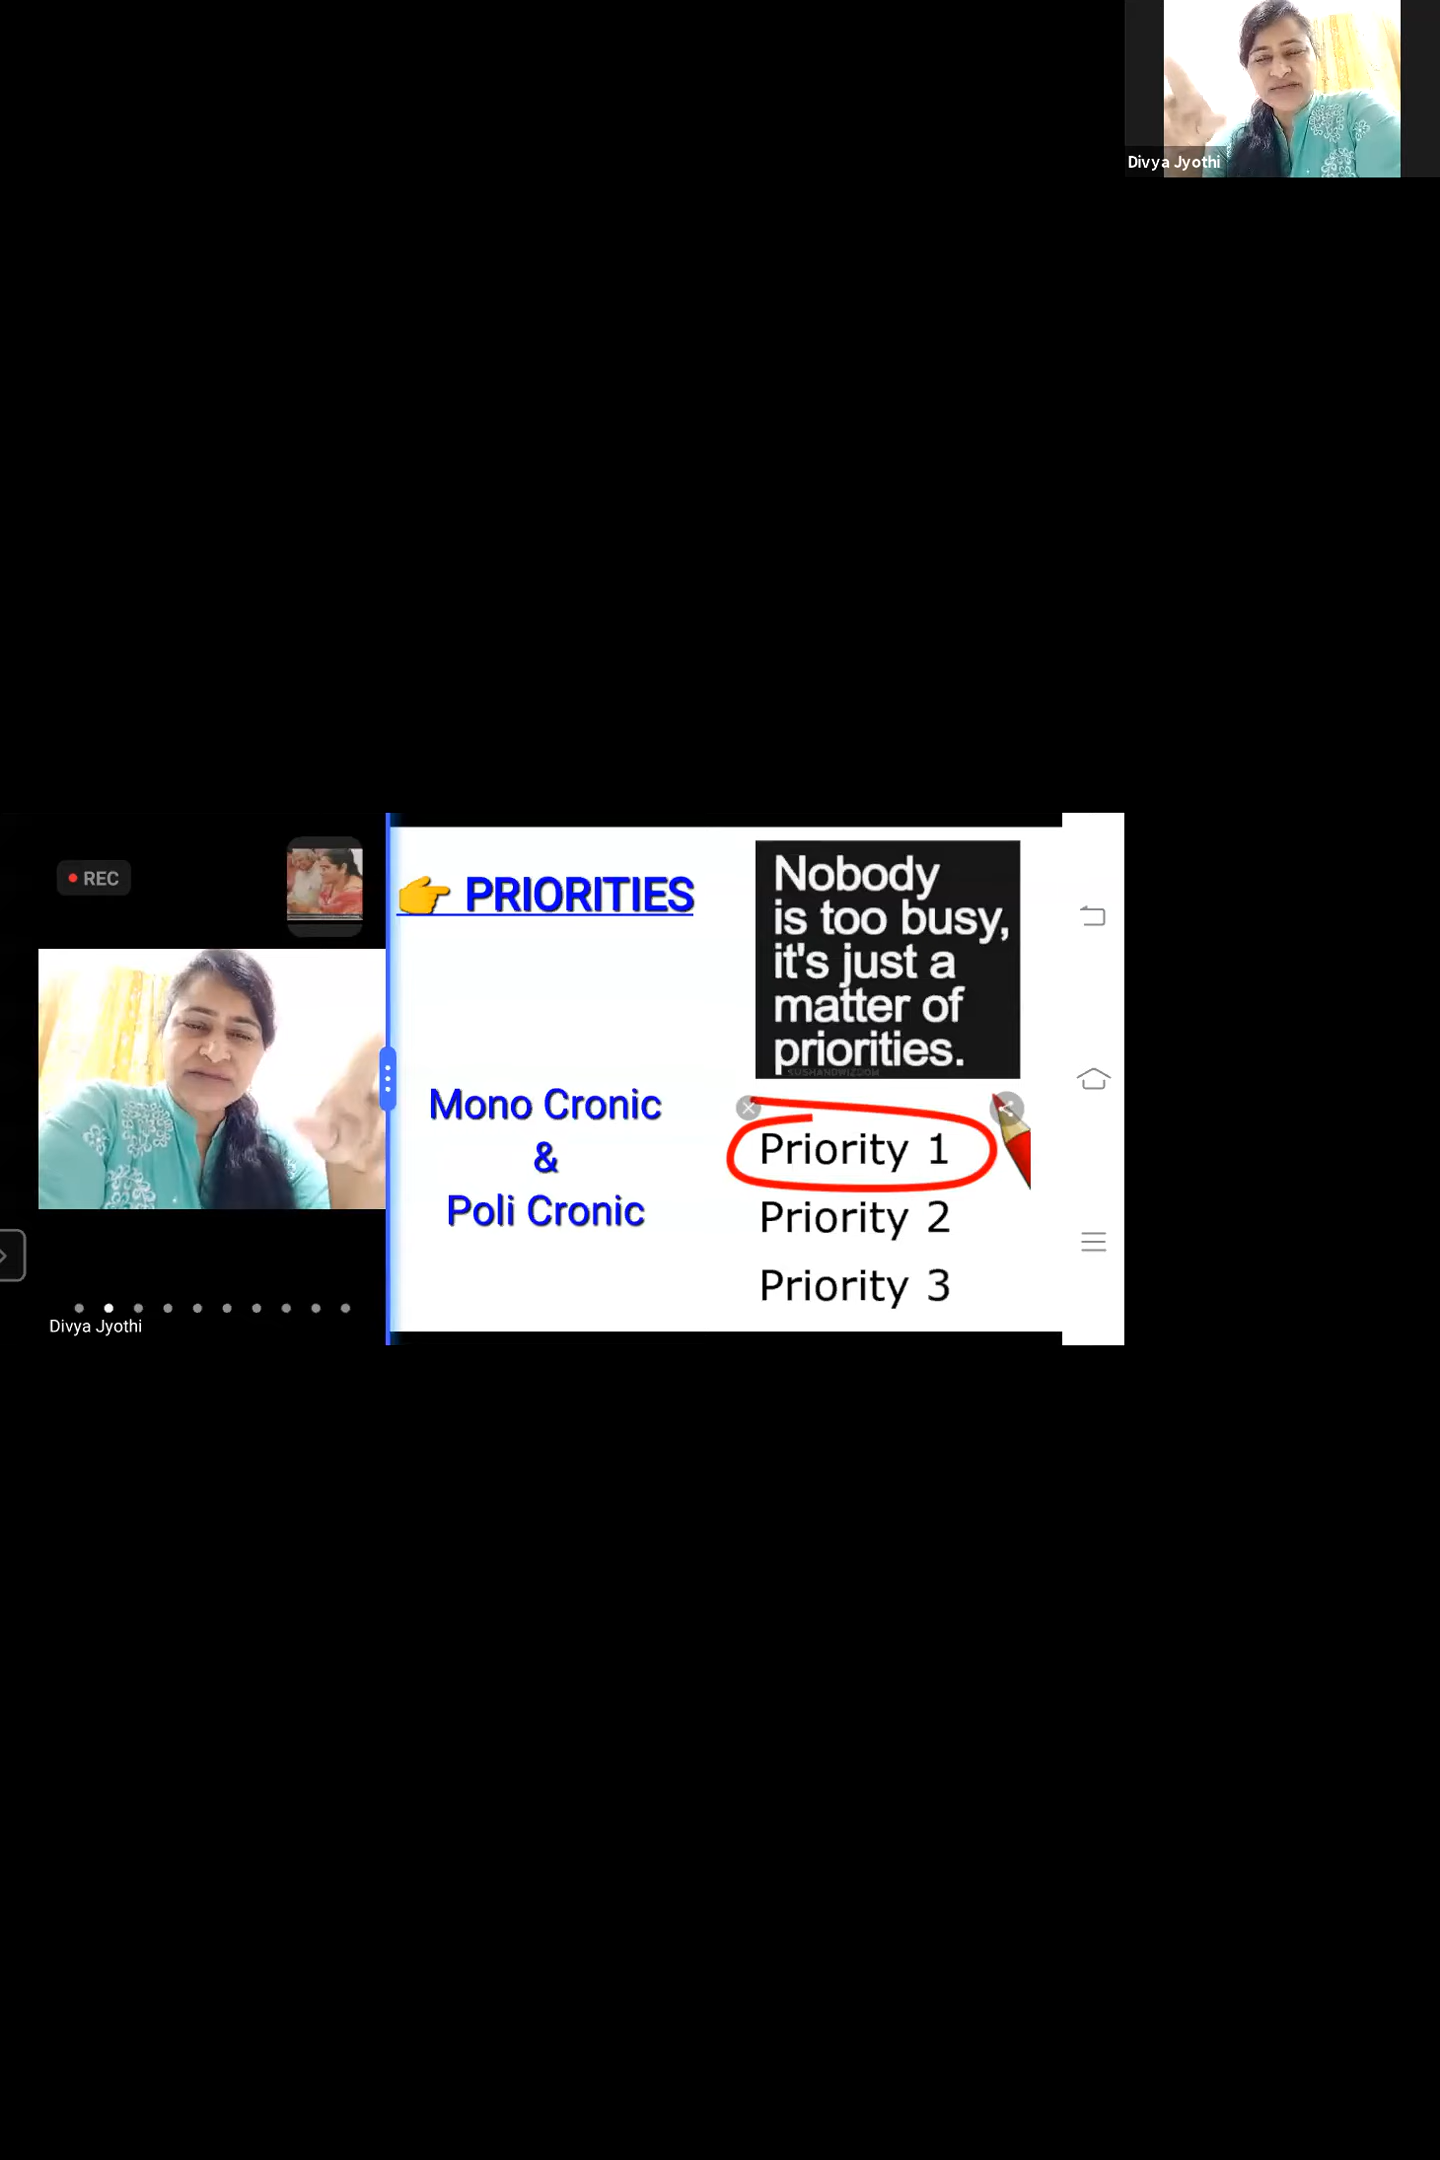 Divya Jyothi
REC
Divya Jyothi
👉 PRIORITIES
Mono Cronic
&
Poli Cronic
Nobody
is too busy,
it's just a
matter of
priorities.
SUSHANDWIZDOM
Priority 1
Priority 2
Priority 3